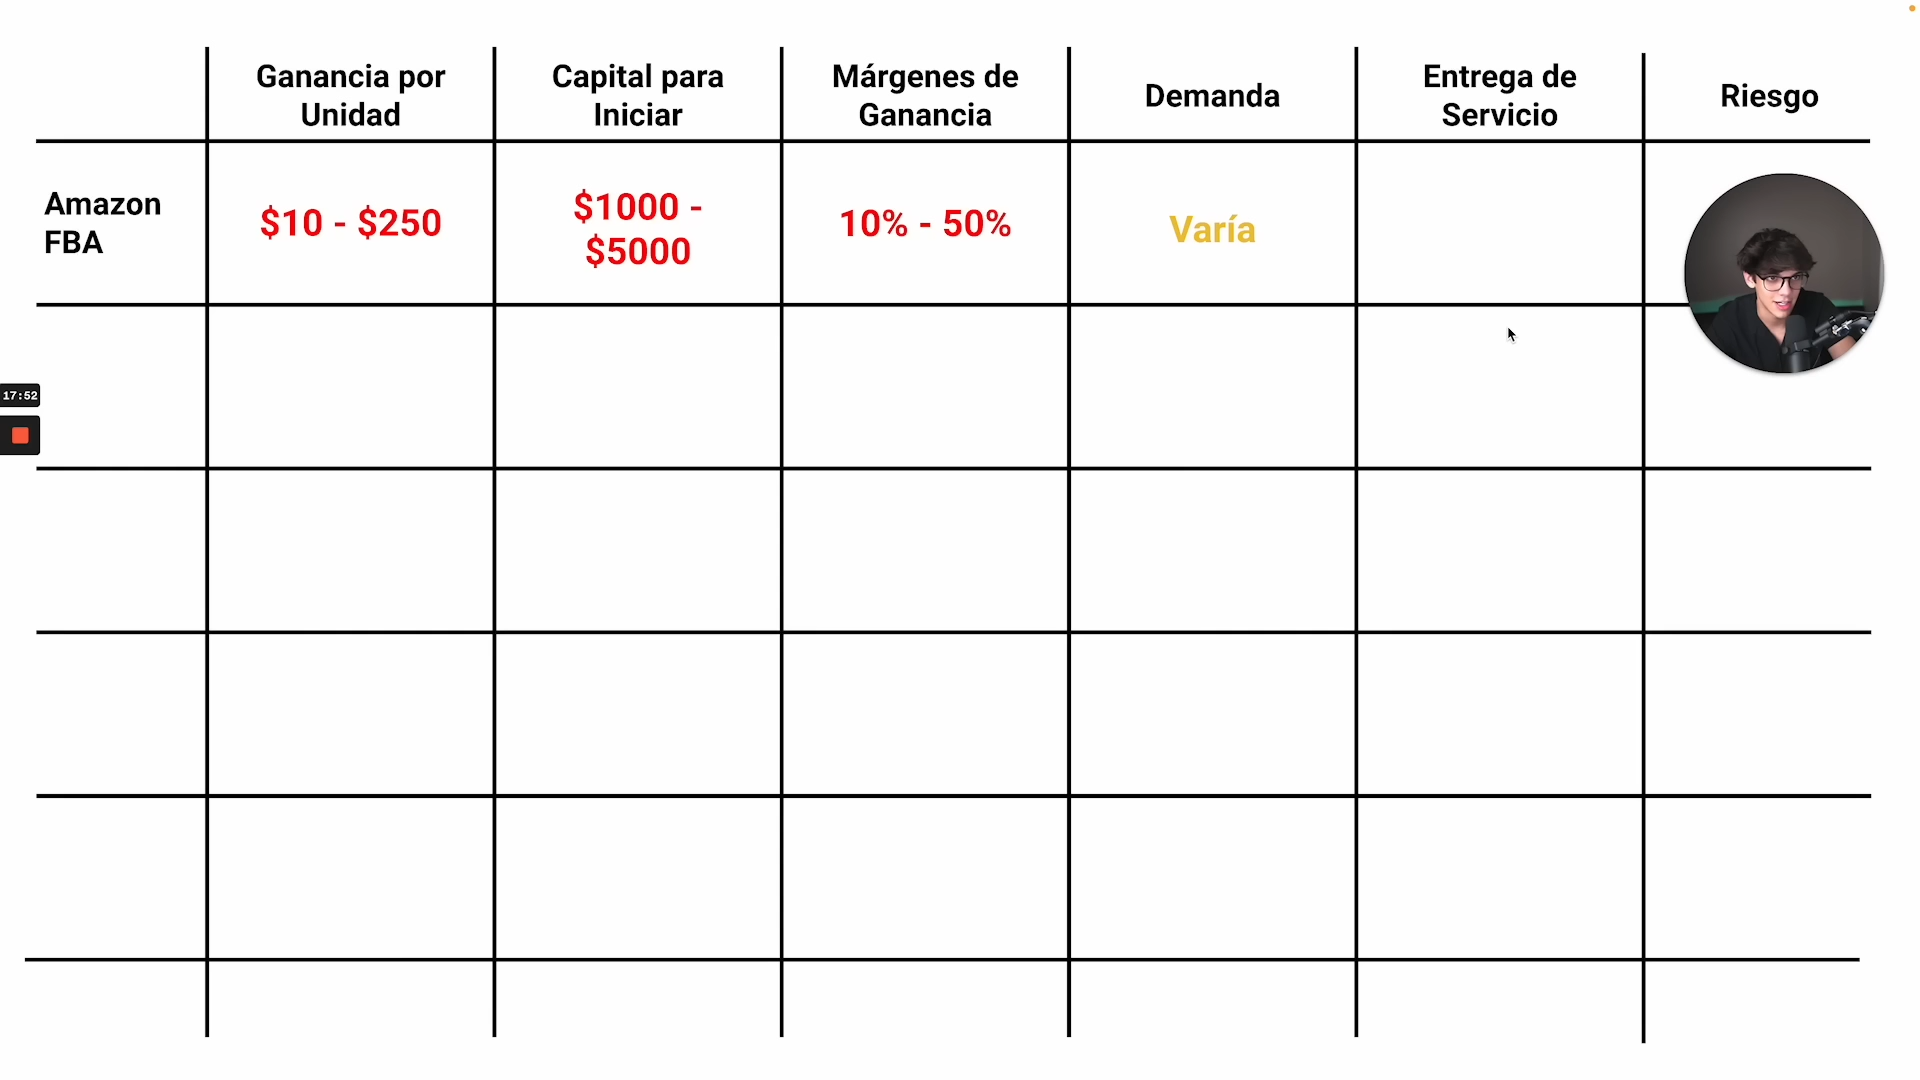 Ganancia por
Unidad
Capital para
Iniciar
Márgenes de
Ganancia
Demanda
Entrega de
Servicio
Riesgo
Amazon
FBA
$10 - $250
$1000 -
$5000
10% - 50%
Varía
17:52